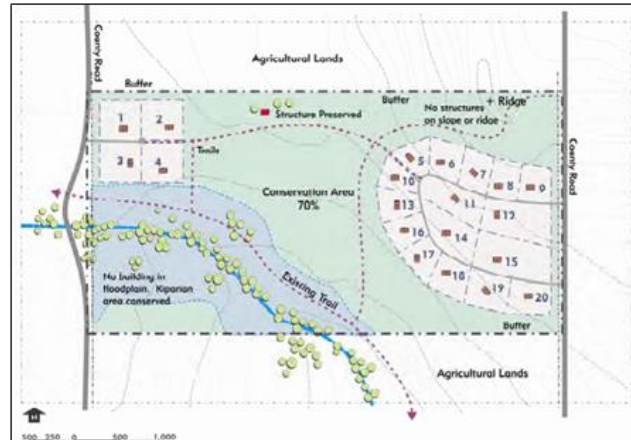 Agricultural Lands
County Road
County Road
Buffer
Buffer
+ Ridge
No structures
on slope or ridge
Structure Preserved
1
2
3
4
Trails
Conservation Area
70%
5
6
7
8
9
10
11
12
13
14
15
16
17
18
19
20
No building in
floodplain. Riparian
area conserved
Existing Trail
Buffer
Agricultural Lands
500 250 0 500 1,000